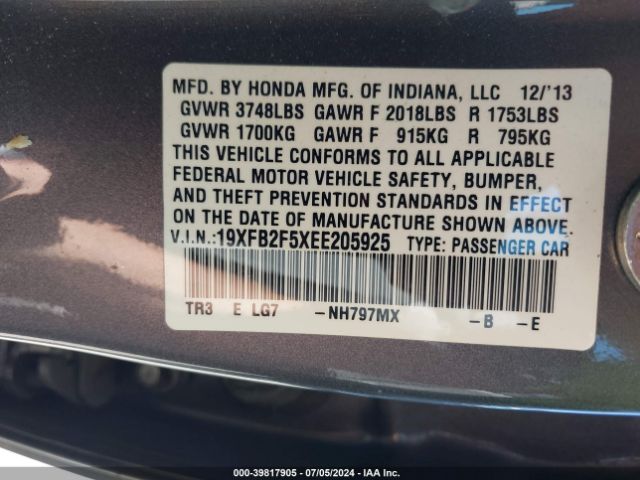 MFD. BY HONDA MFG. OF INDIANA, LLC 12/'13
GVWR 3748LBS GAWR F 2018LBS R 1753LBS
GVWR 1700KG GAWR F 915KG R 795KG
THIS VEHICLE CONFORMS TO ALL APPLICABLE
FEDERAL MOTOR VEHICLE SAFETY, BUMPER,
AND THEFT PREVENTION STANDARDS IN EFFECT
ON THE DATE OF MANUFACTURE SHOWN ABOVE.
V.I.N.:19XFB2F5XEE205925 TYPE: PASSENGER CAR
TR3 E LG7 -NH797MX -B -E
000-39817905 | 07/05/2024 | IAA Inc.